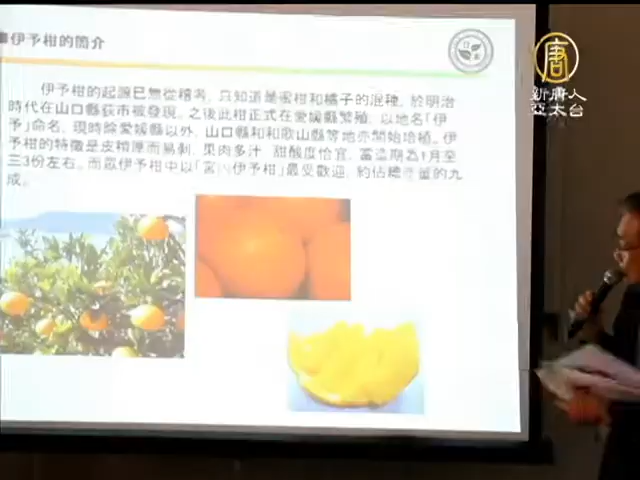 伊予柑的簡介
伊予柑的起源已無從稽考，只知道是蜜柑和橘子的混種，於明治
時代在山口縣荻市被發現。之後此柑正式在愛媛縣繁殖，以地名「伊
予」命名，現時除愛媛縣以外，山口縣和和歌山縣等地亦開始培植。伊
予柑的特徵是皮稍厚而易剝，果肉多汁，甜酸度恰宜，當造期為1月至
3份左右。而眾伊予柑中以「宮內伊予柑」最受歡迎，約佔總產量的九
成。
唐
新唐人
亞太台